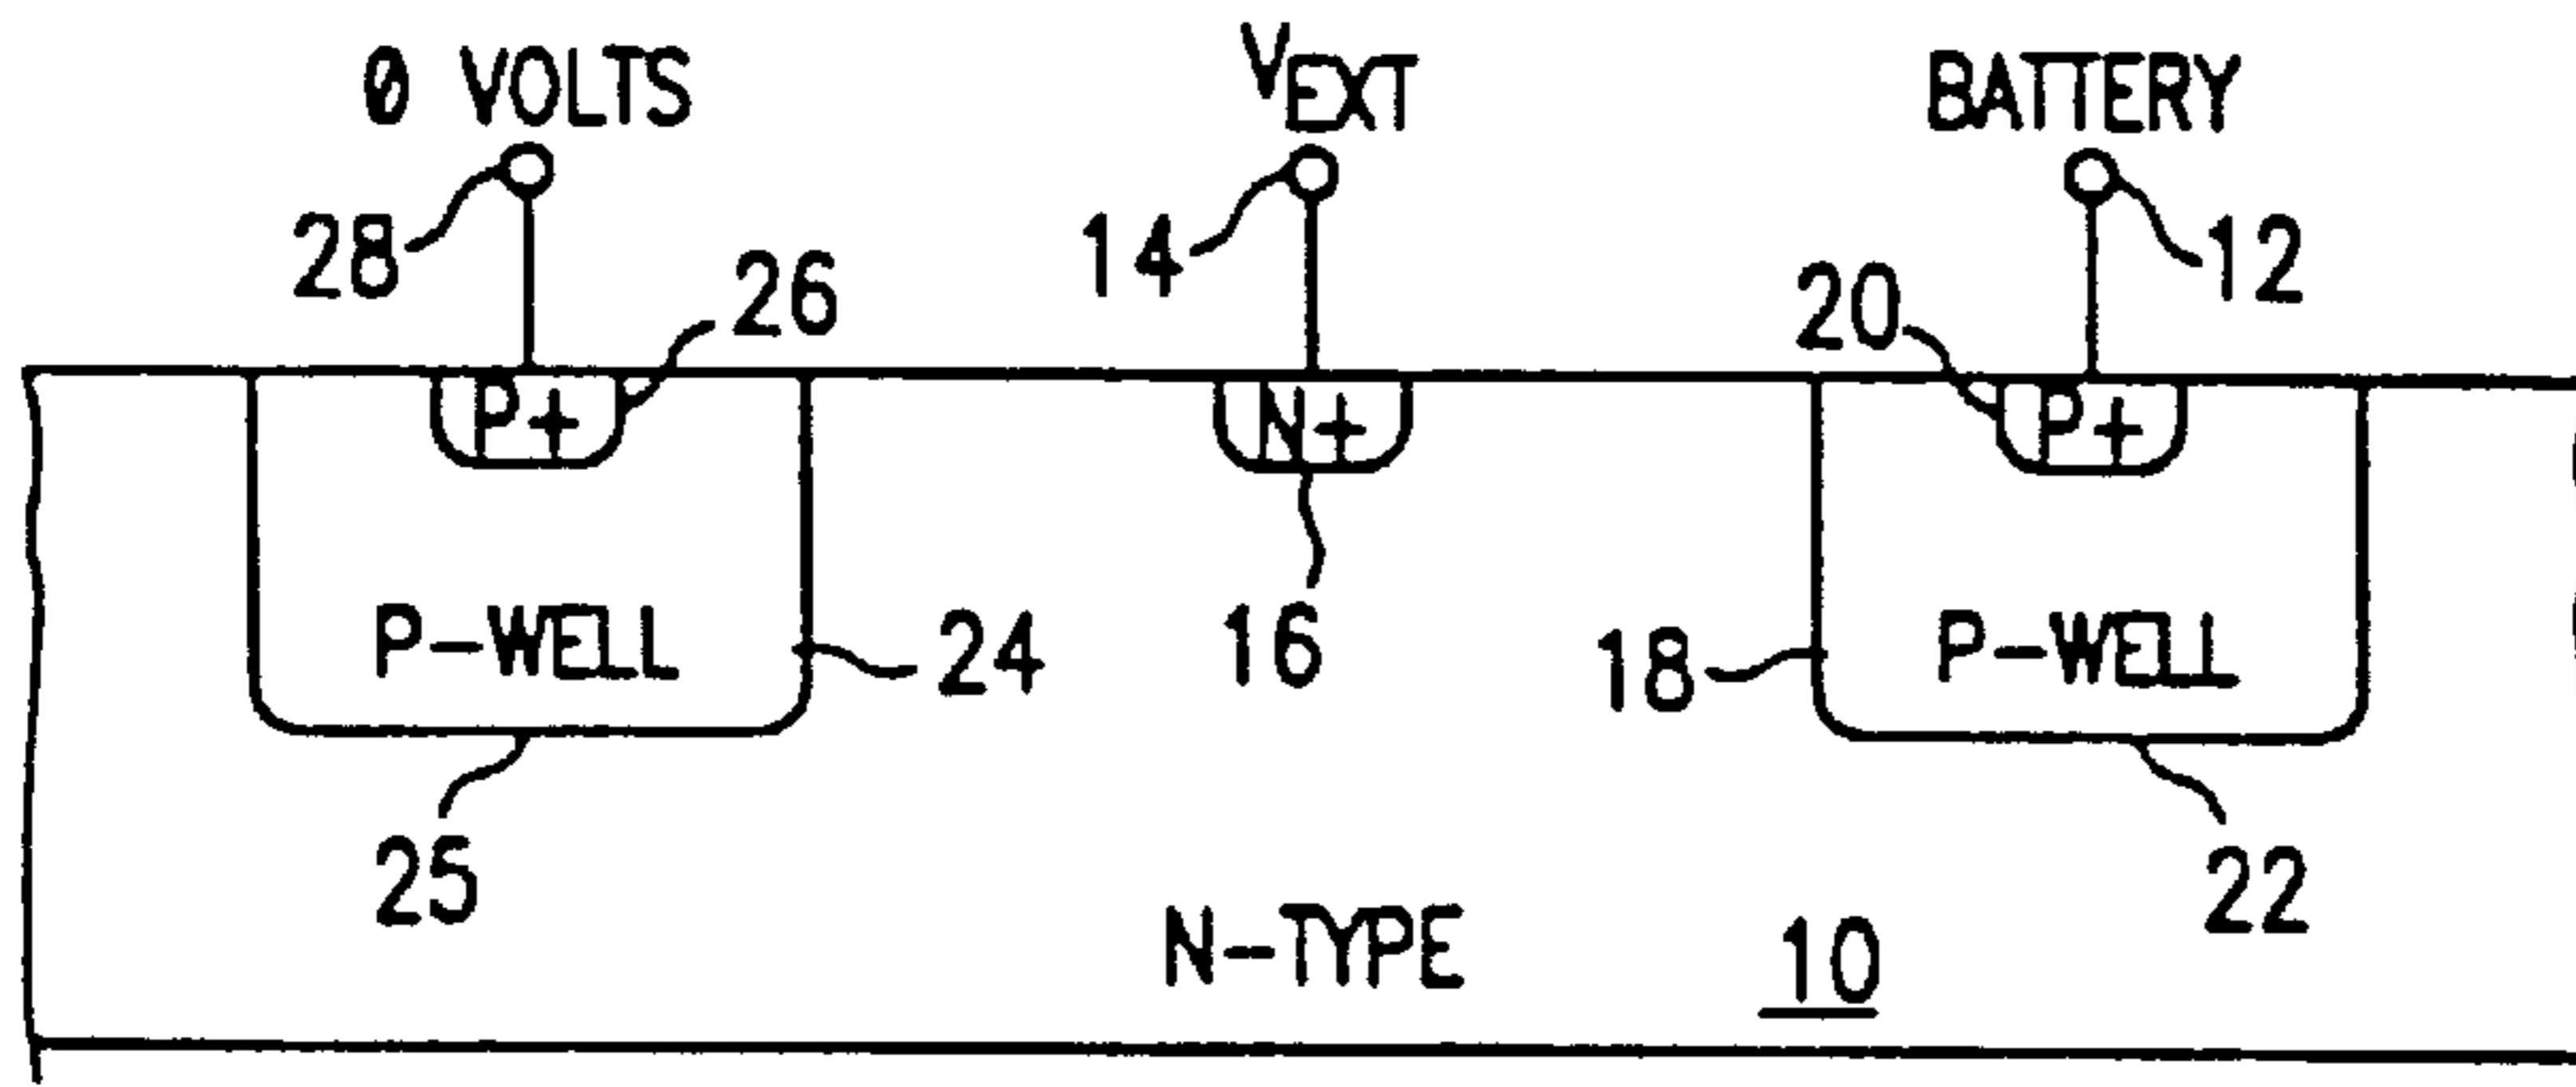 0 VOLTS
VEXT
BATTERY
28
14
12
26
20
P+
N+
P+
P-WELL
24
16
18
P-WELL
25
22
N-TYPE
10